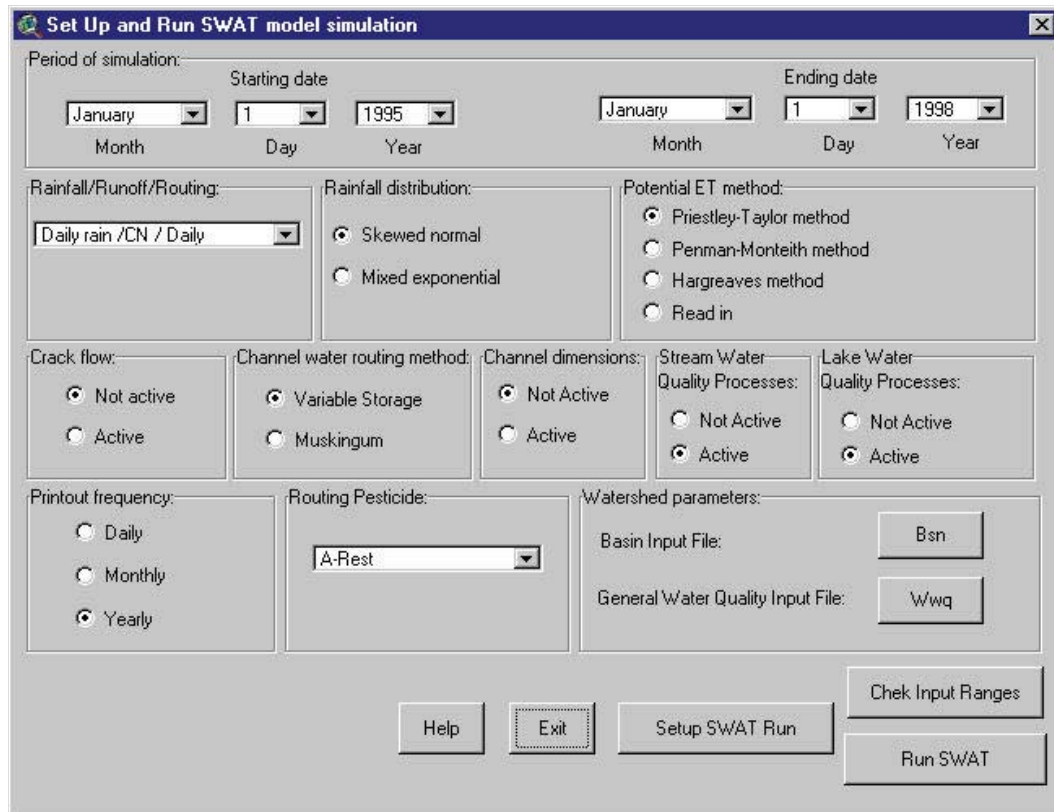 Set Up and Run SWAT model simulation
Period of simulation:
Starting date
Ending date
January 1 1995
January 1 1998
Month Day Year
Month Day Year
Rainfall/Runoff/Routing:
Daily rain /CN / Daily
Rainfall distribution:
Skewed normal
Mixed exponential
Potential ET method:
Priestley-Taylor method
Penman-Monteith method
Hargreaves method
Read in
Crack flow:
Not active
Active
Channel water routing method:
Variable Storage
Muskingum
Channel dimensions:
Not Active
Active
Stream Water
Quality Processes:
Not Active
Active
Lake Water
Quality Processes:
Not Active
Active
Printout frequency:
Daily
Monthly
Yearly
Routing Pesticide:
A-Rest
Watershed parameters:
Basin Input File:
Bsn
General Water Quality Input File:
Wwq
Help
Exit
Setup SWAT Run
Chek Input Ranges
Run SWAT